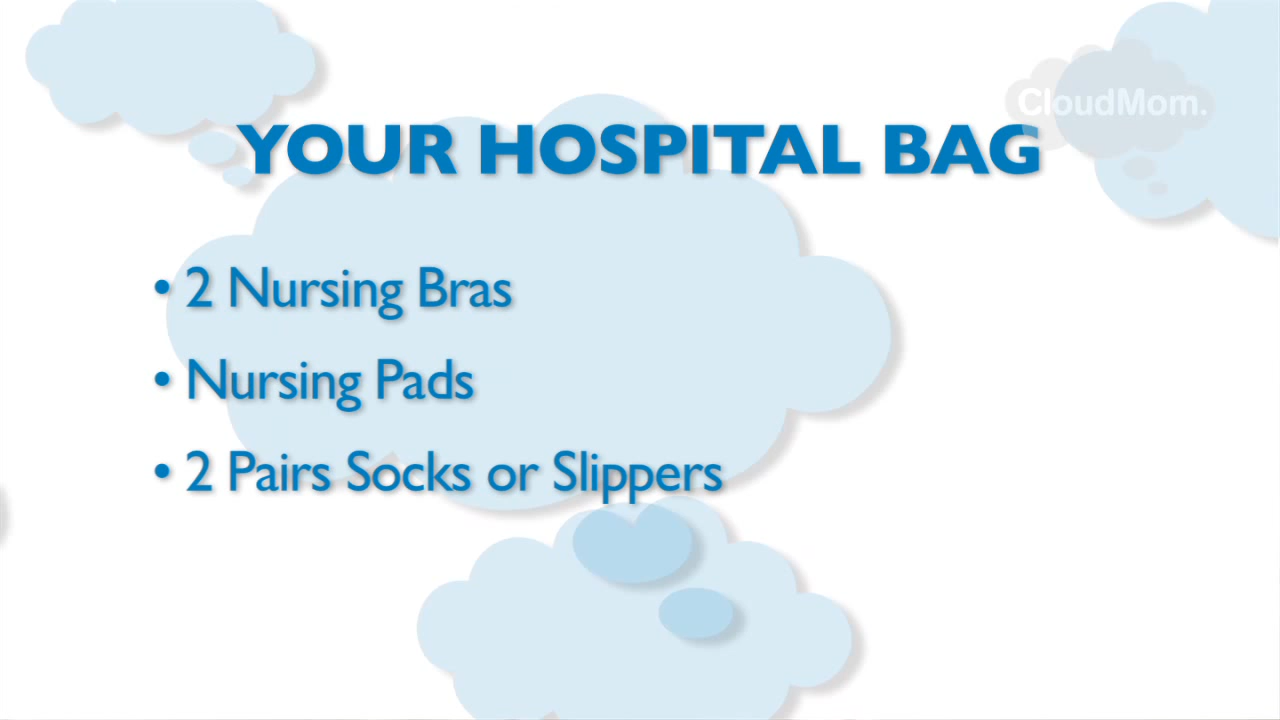 CloudMom.
YOUR HOSPITAL BAG
• 2 Nursing Bras
• Nursing Pads
• 2 Pairs Socks or Slippers